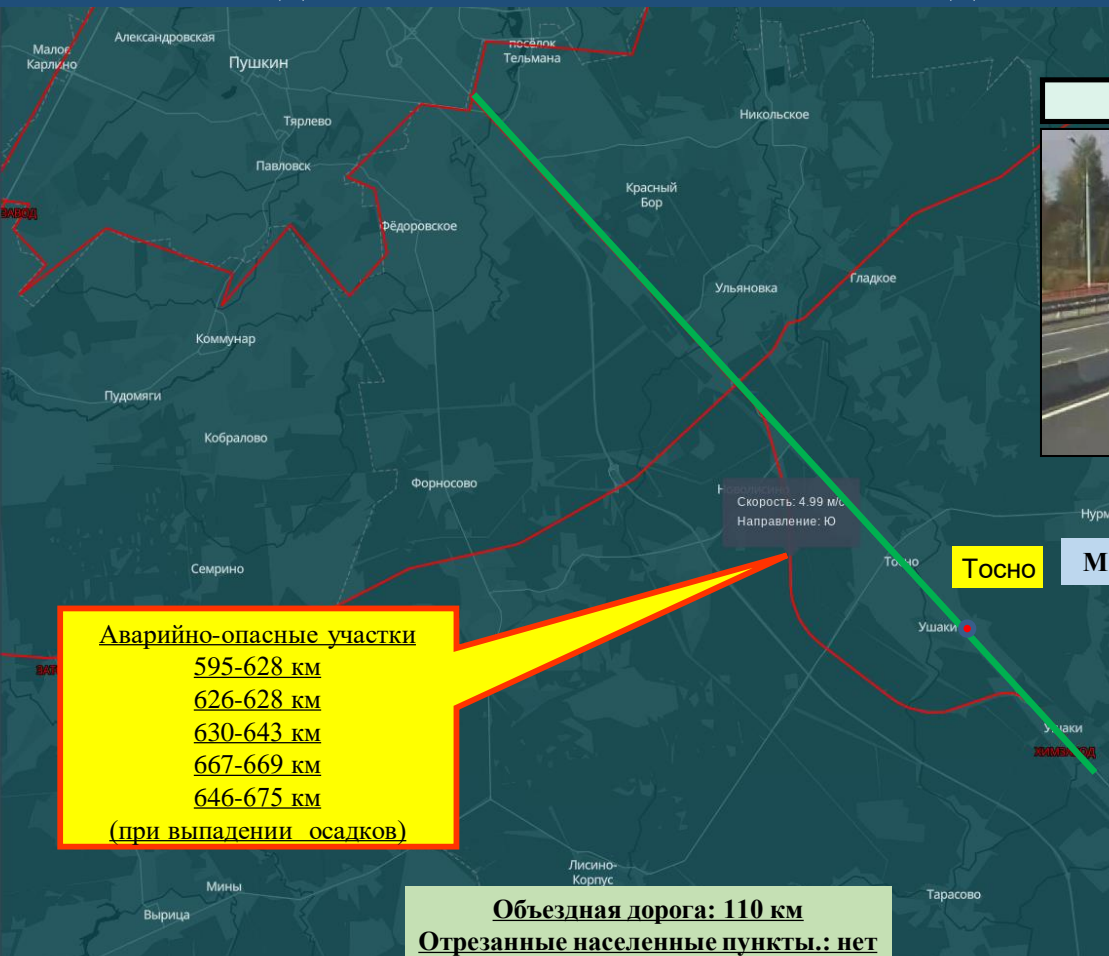 Малое
Карлино
Александровская
Пушкин
посёлок
Тельмана
Никольское
Тярлево
Павловск
Красный
Бор
ЗАВОД
Фёдоровское
Ульяновка
Гладкое
Коммунар
Пудомяги
Кобралово
Форносово
Скорость: 4.99 м/с
Направление: Ю
Нурм
Семрино
Тосно
Тосно
М
Ушаки
Аварийно-опасные участки
595-628 км
626-628 км
630-643 км
667-669 км
646-675 км
(при выпадении осадков)
Ушаки
ХИМЗАВОД
Лисино-
Корпус
Мины
Вырица
Тарасово
Объездная дорога: 110 км
Отрезанные населенные пункты.: нет